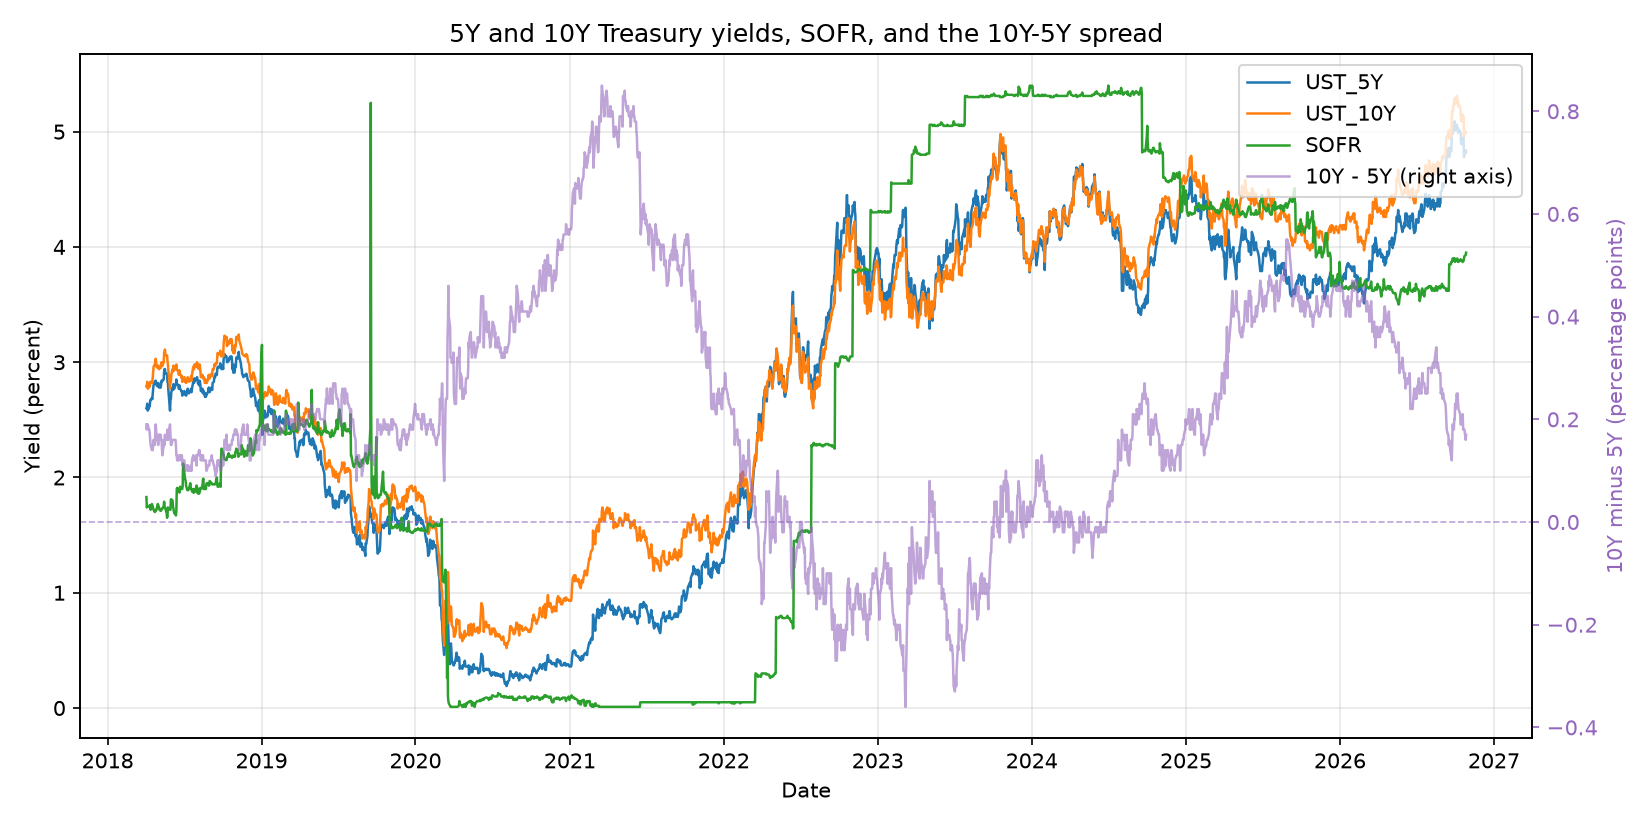 5Y and 10Y Treasury yields, SOFR, and the 10Y-5Y spread
UST_5Y
UST_10Y
SOFR
10Y - 5Y (right axis)
Yield (percent)
5
4
3
2
1
0
0.8
0.6
0.4
0.2
0.0
−0.2
−0.4
10Y minus 5Y (percentage points)
2018 2019 2020 2021 2022 2023 2024 2025 2026 2027
Date